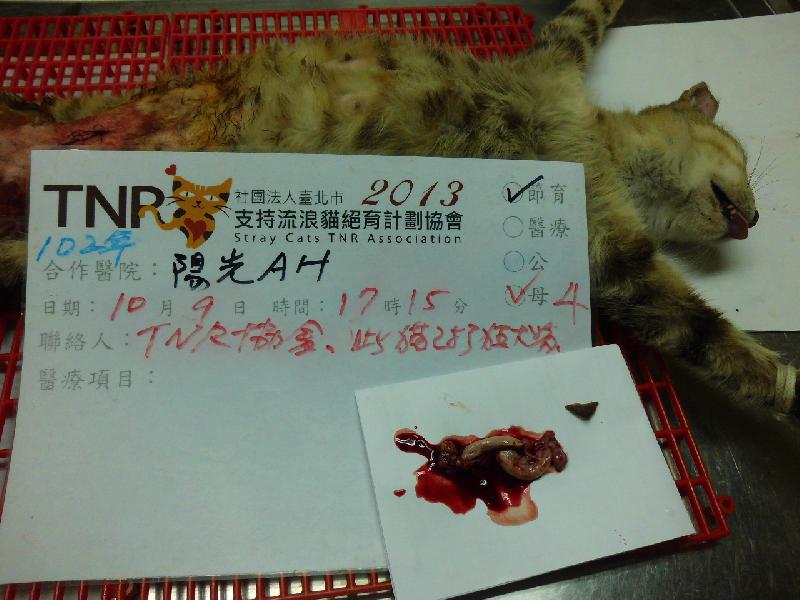 TNR 社團法人臺北市 2013
支持流浪貓絕育計劃協會
Stray Cats TNR Association
節育
醫療
公
母 4
102年
合作醫院：陽光AH
日期：10月9日 時間：17時15分
聯絡人：TNR協會、
醫療項目：